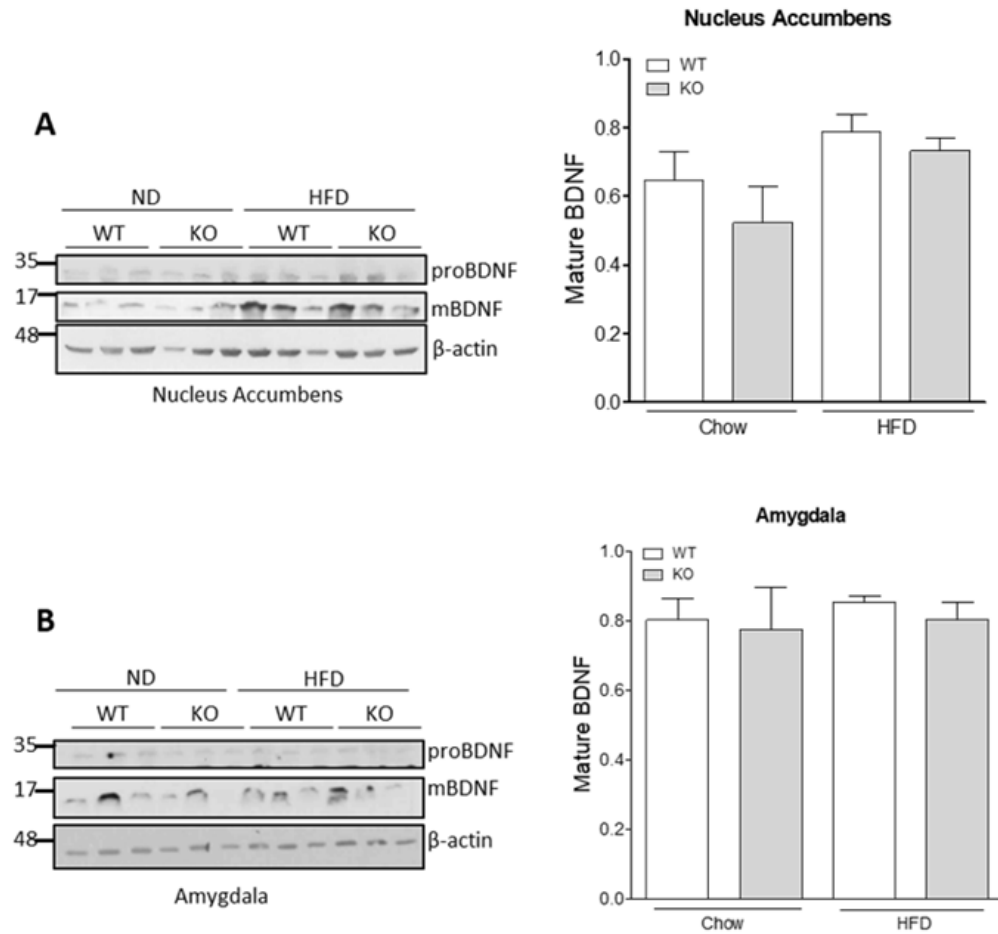 A
ND HFD
WT KO WT KO
35 proBDNF
17 mBDNF
48 β-actin
Nucleus Accumbens
Nucleus Accumbens
WT
KO
Mature BDNF
1.0
0.8
0.6
0.4
0.2
0.0
Chow HFD
B
ND HFD
WT KO WT KO
35 proBDNF
17 mBDNF
48 β-actin
Amygdala
Amygdala
WT
KO
Mature BDNF
1.0
0.8
0.6
0.4
0.2
0.0
Chow HFD